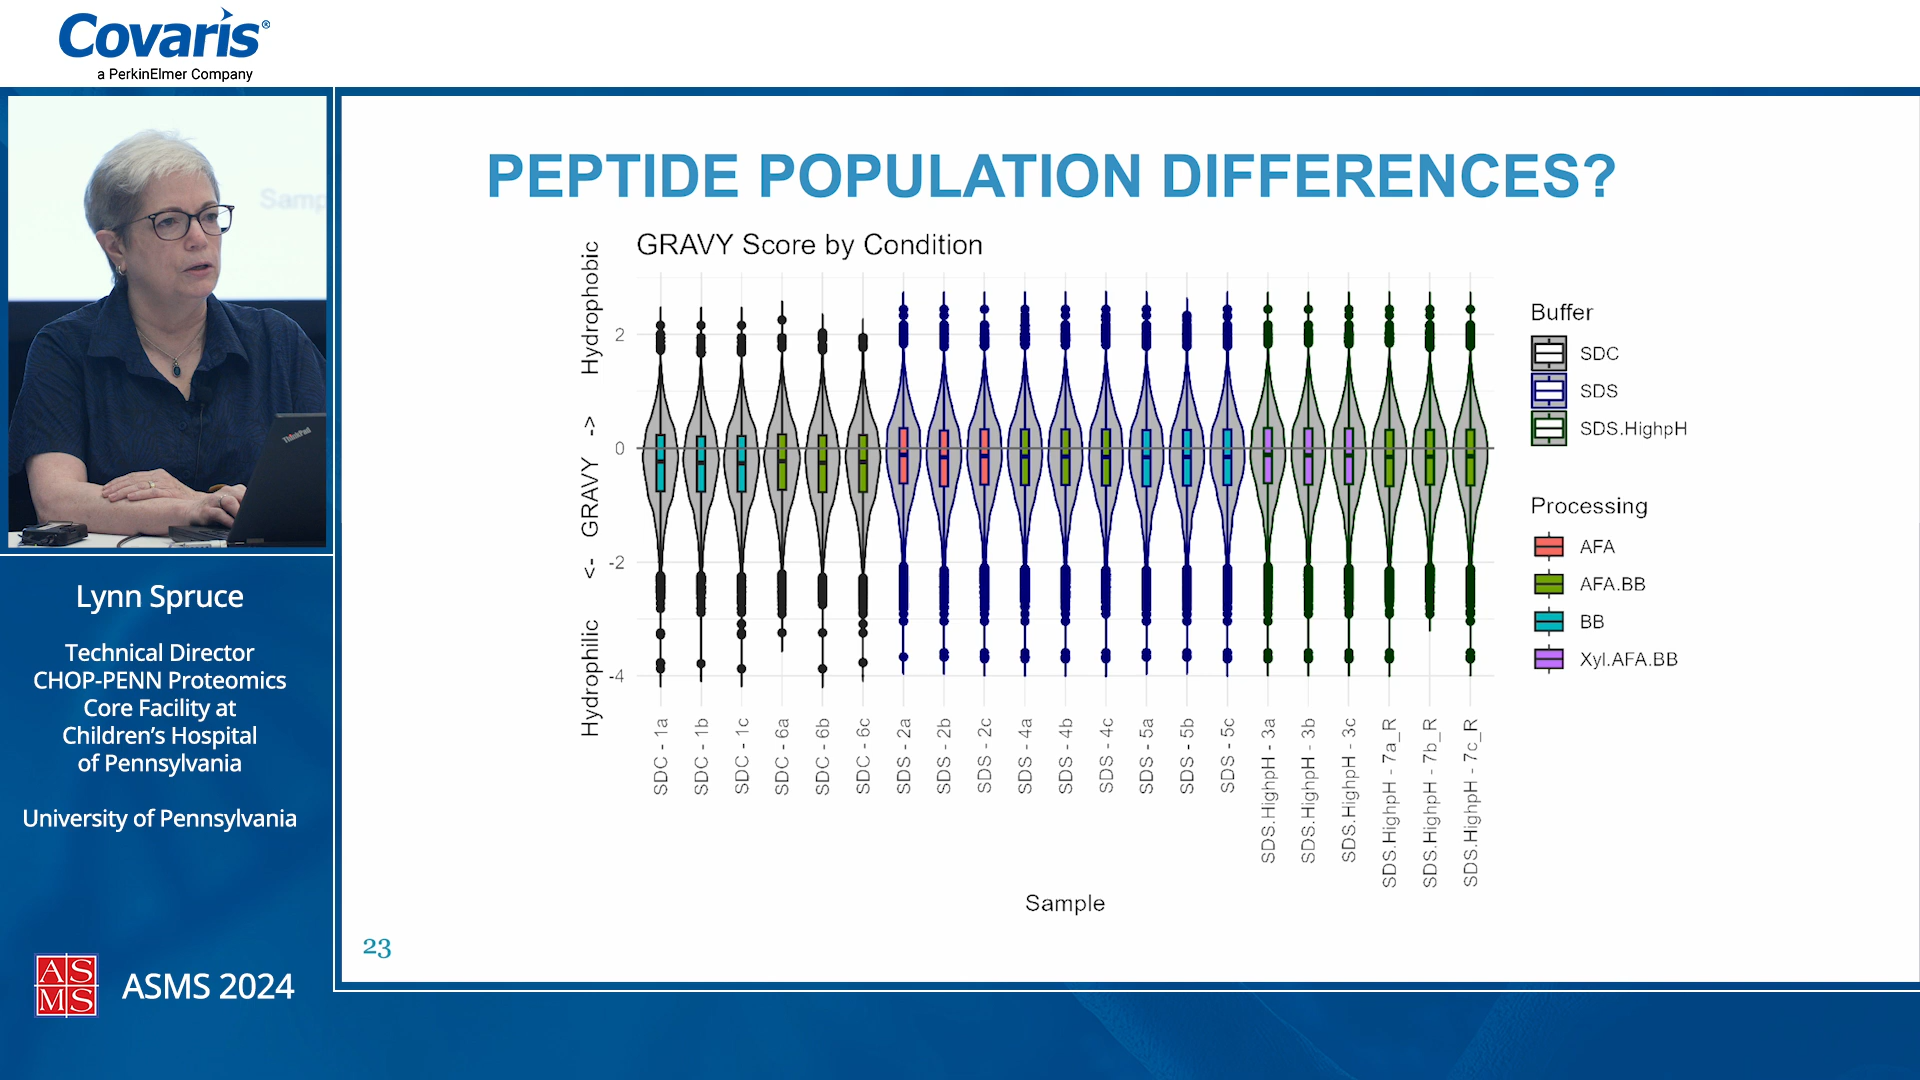 Covaris®
a PerkinElmer Company
Samp
ThinkPad
Lynn Spruce
Technical Director
CHOP-PENN Proteomics
Core Facility at
Children's Hospital
of Pennsylvania
University of Pennsylvania
AS
MS
ASMS 2024
PEPTIDE POPULATION DIFFERENCES?
GRAVY Score by Condition
Hydrophilic <- GRAVY -> Hydrophobic
2
0
-2
-4
SDC - 1a
SDC - 1b
SDC - 1c
SDC - 6a
SDC - 6b
SDC - 6c
SDS - 2a
SDS - 2b
SDS - 2c
SDS - 4a
SDS - 4b
SDS - 4c
SDS - 5a
SDS - 5b
SDS - 5c
SDS.HighpH - 3a
SDS.HighpH - 3b
SDS.HighpH - 3c
SDS.HighpH - 7a_R
SDS.HighpH - 7b_R
SDS.HighpH - 7c_R
Sample
Buffer
SDC
SDS
SDS.HighpH
Processing
AFA
AFA.BB
BB
Xyl.AFA.BB
23